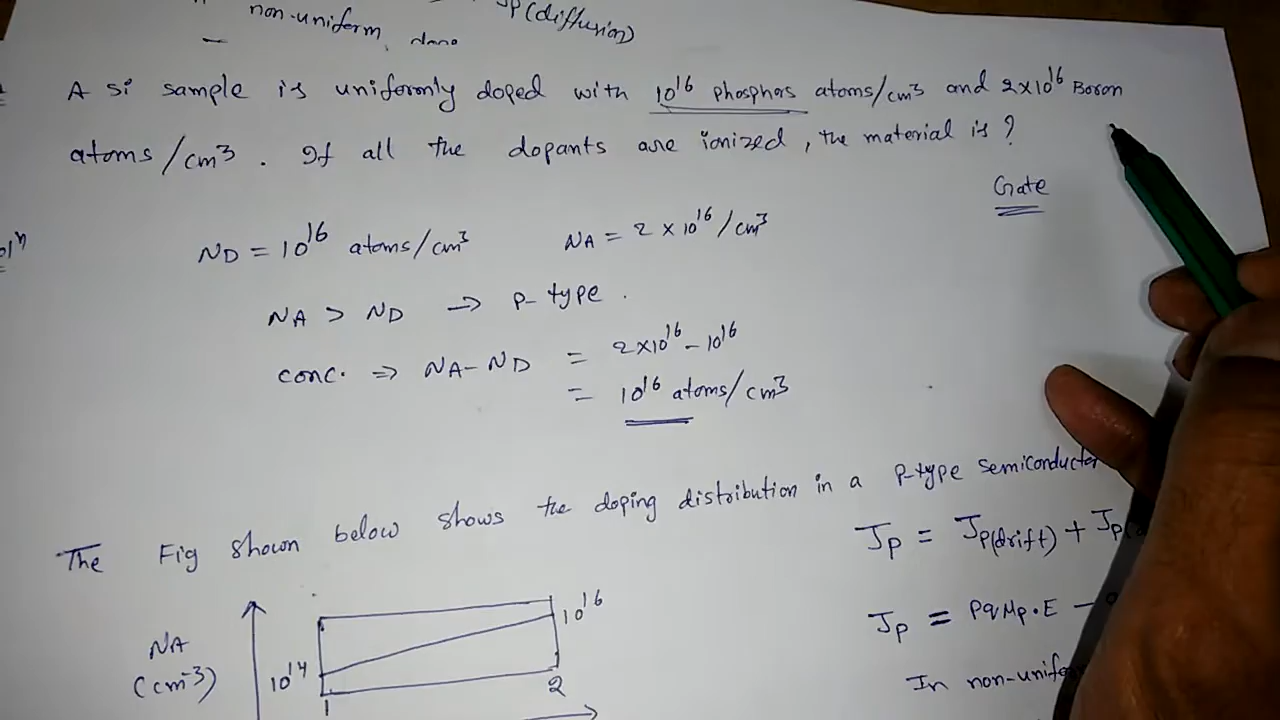 non-uniform,
JP(diffusion)
A Si sample is uniformly doped with 10^16 phosphas atoms/cm3 and 2x10^16 Boron
atoms/cm3. If all the dopants are ionized, the material is?
Gate
ND = 10^16 atoms/cm3 NA = 2 x 10^16/cm3
NA > ND → P-type.
conc. ⇒ NA-ND = 2x10^16 - 10^16
= 10^16 atoms/cm3
The Fig shown below shows the doping distribution in a P-type semiconductor
Jp = Jp(drift) + Jp
Jp = PqMp.E -
In non-unifo
NA
(cm-3)
10^16
10^14
1
2